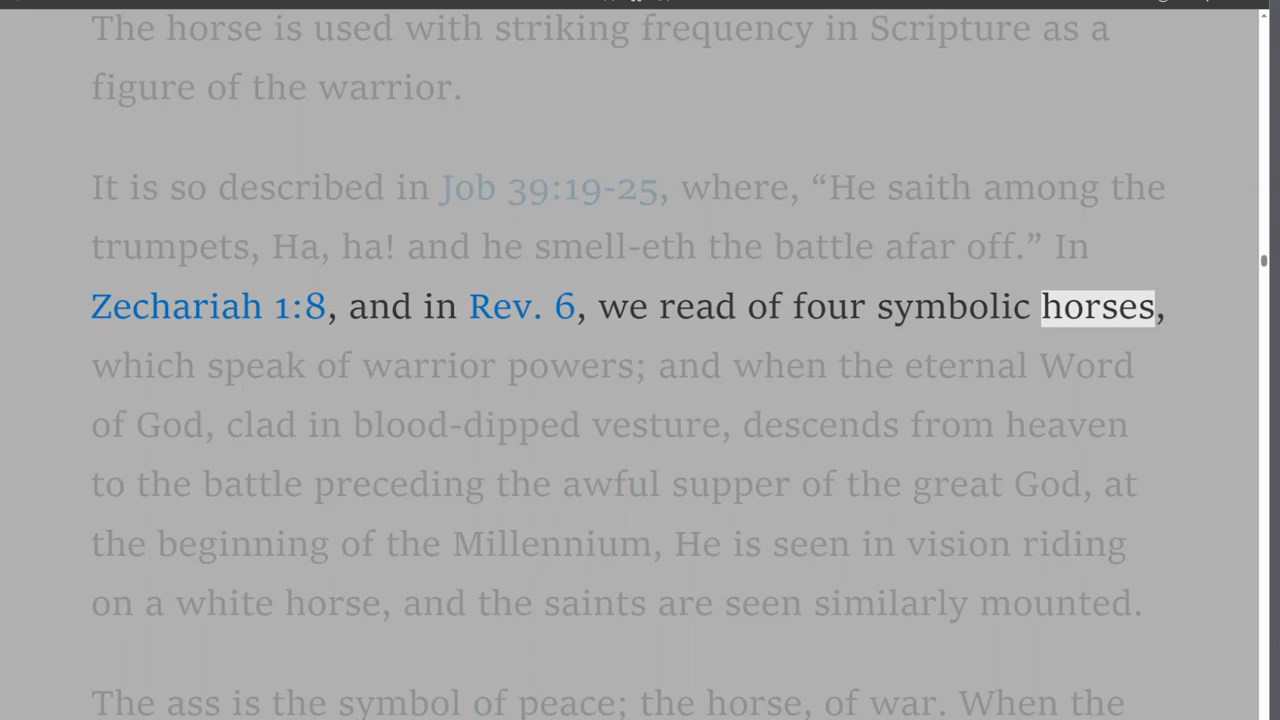 The horse is used with striking frequency in Scripture as a
figure of the warrior.
It is so described in Job 39:19-25, where, “He saith among the
trumpets, Ha, ha! and he smell-eth the battle afar off.” In
Zechariah 1:8, and in Rev. 6, we read of four symbolic horses,
which speak of warrior powers; and when the eternal Word
of God, clad in blood-dipped vesture, descends from heaven
to the battle preceding the awful supper of the great God, at
the beginning of the Millennium, He is seen in vision riding
on a white horse, and the saints are seen similarly mounted.
The ass is the symbol of peace; the horse, of war. When the